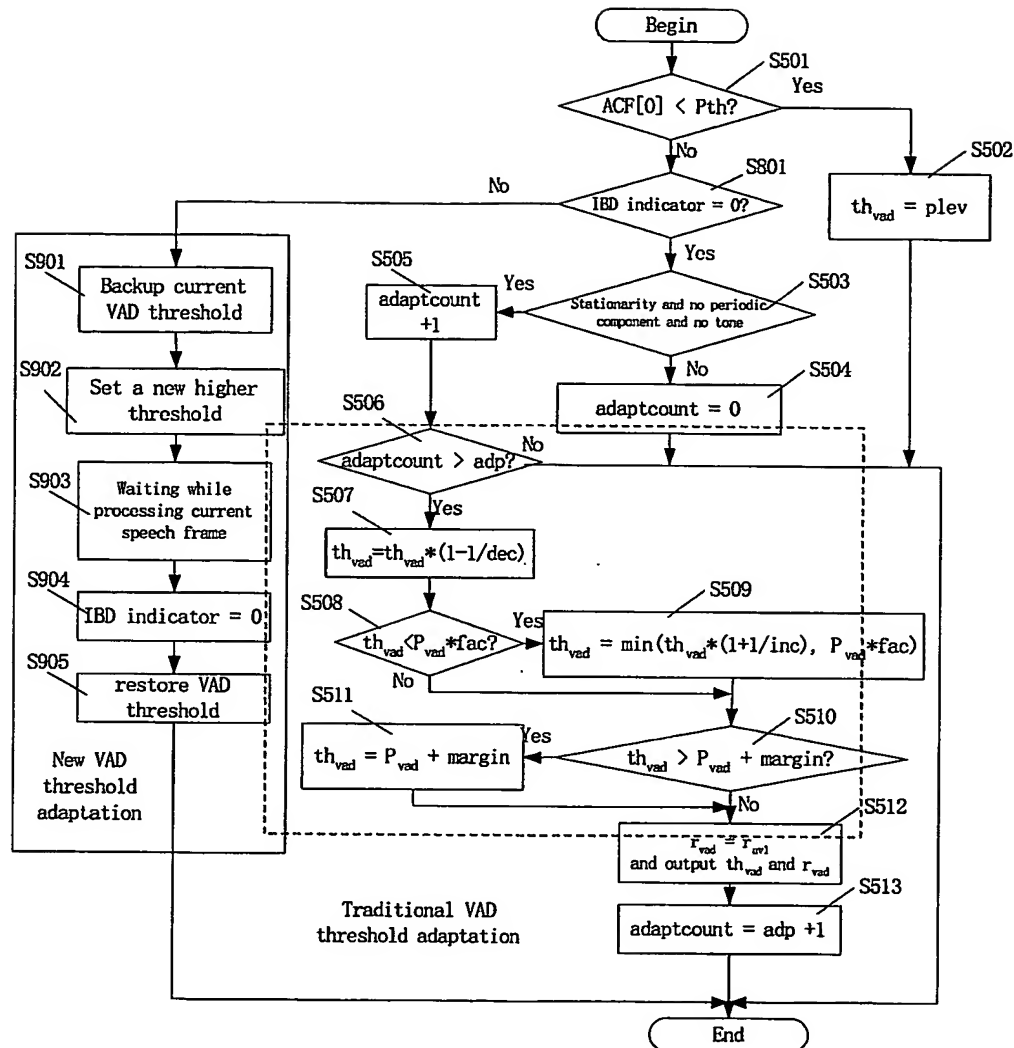 Begin
S501
ACF[0] < Pth?
Yes
No
S502
th_vad = plev
S801
IBD indicator = 0?
No
Yes
S503
Stationarity and no periodic
component and no tone
Yes
No
S505
adaptcount
+1
S504
adaptcount = 0
S901
Backup current
VAD threshold
S902
Set a new higher
threshold
S903
Waiting while
processing current
speech frame
S904
IBD indicator = 0
S905
restore VAD
threshold
New VAD
threshold
adaptation
S506
adaptcount > adp?
No
Yes
S507
th_vad=th_vad*(1-1/dec)
S508
th_vad<P_vad*fac?
Yes
No
S509
th_vad = min(th_vad*(1+1/inc), P_vad*fac)
S510
th_vad > P_vad + margin?
Yes
No
S511
th_vad = P_vad + margin
S512
r_vad = r_av1
and output th_vad and r_vad
S513
adaptcount = adp +1
Traditional VAD
threshold adaptation
End